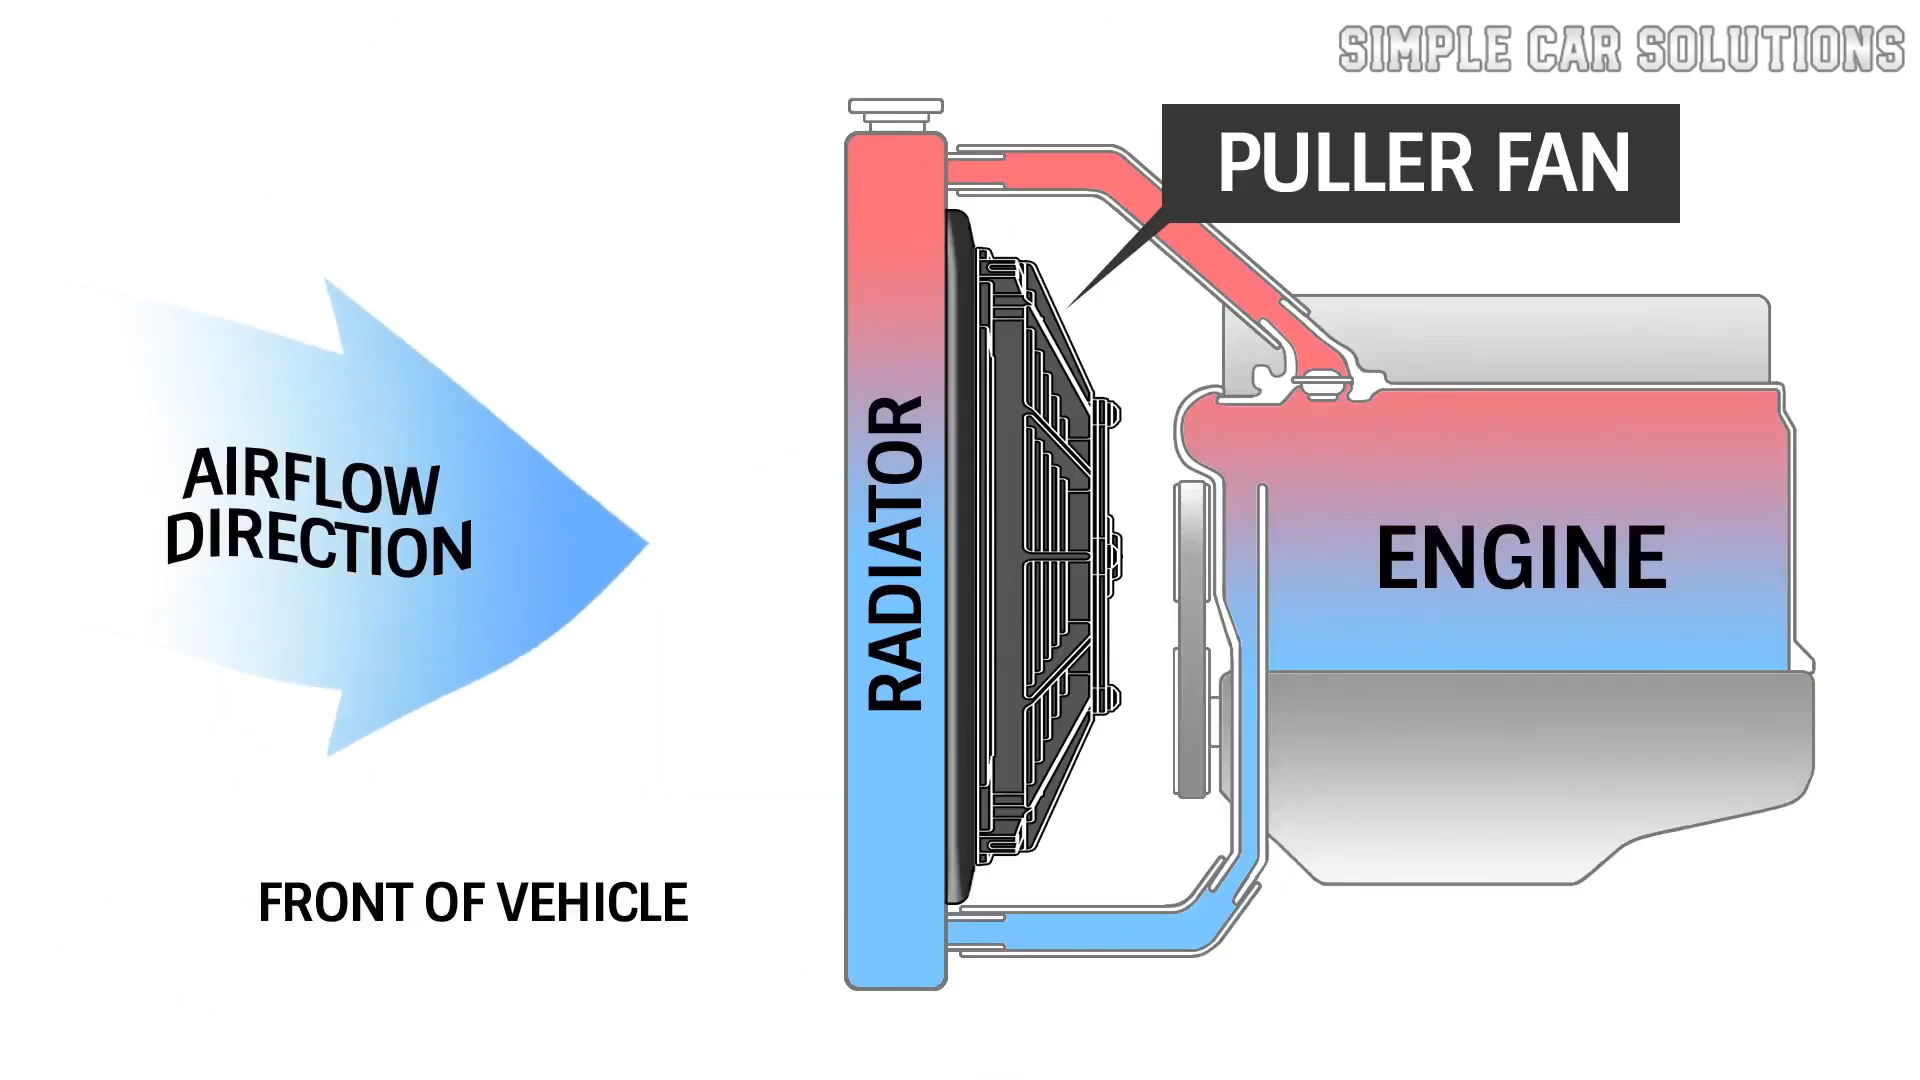 SIMPLE CAR SOLUTIONS
PULLER FAN
AIRFLOW
DIRECTION
RADIATOR
ENGINE
FRONT OF VEHICLE